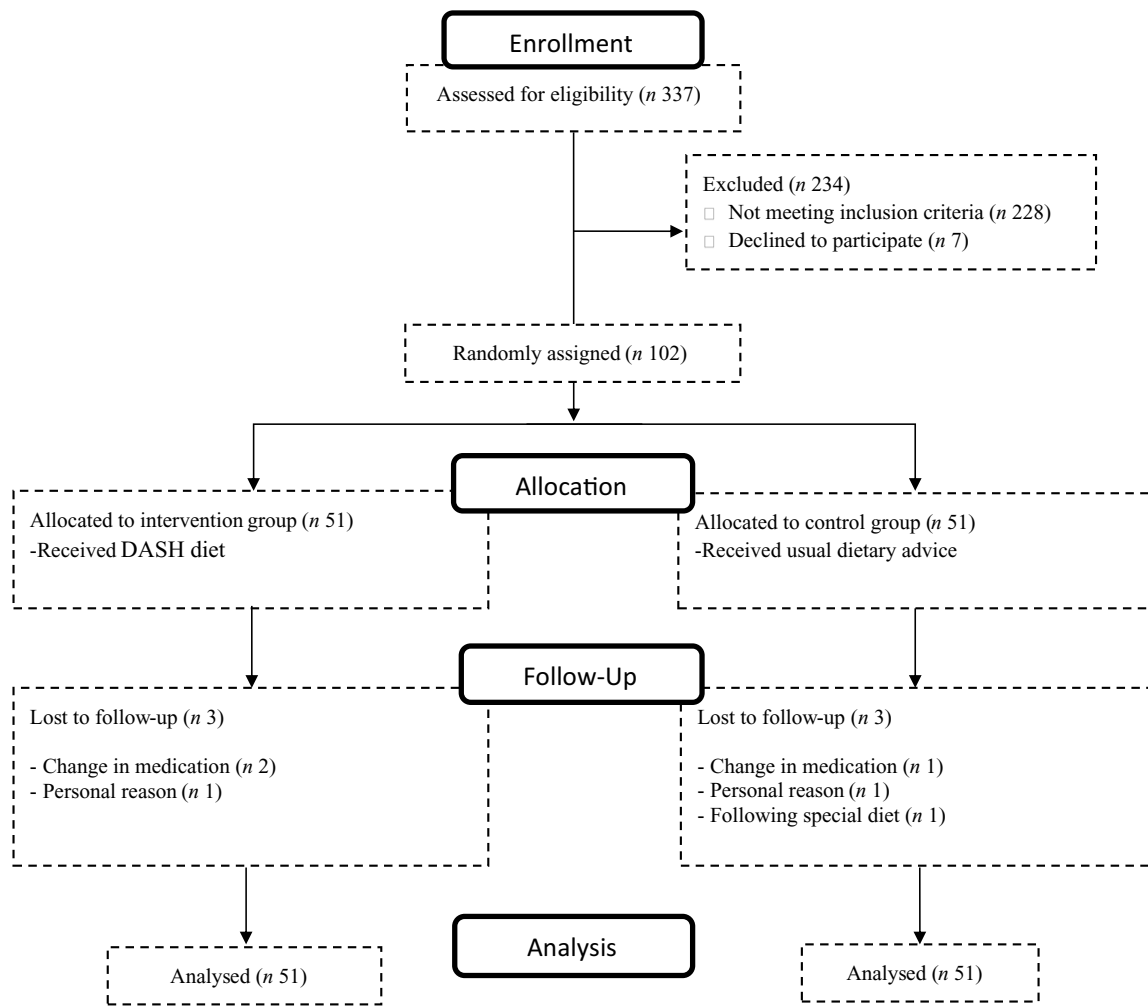 Enrollment
Assessed for eligibility (n 337)
Excluded (n 234)
Not meeting inclusion criteria (n 228)
Declined to participate (n 7)
Randomly assigned (n 102)
Allocation
Allocated to intervention group (n 51)
-Received DASH diet
Allocated to control group (n 51)
-Received usual dietary advice
Follow-Up
Lost to follow-up (n 3)
- Change in medication (n 2)
- Personal reason (n 1)
Lost to follow-up (n 3)
- Change in medication (n 1)
- Personal reason (n 1)
- Following special diet (n 1)
Analysis
Analysed (n 51)
Analysed (n 51)